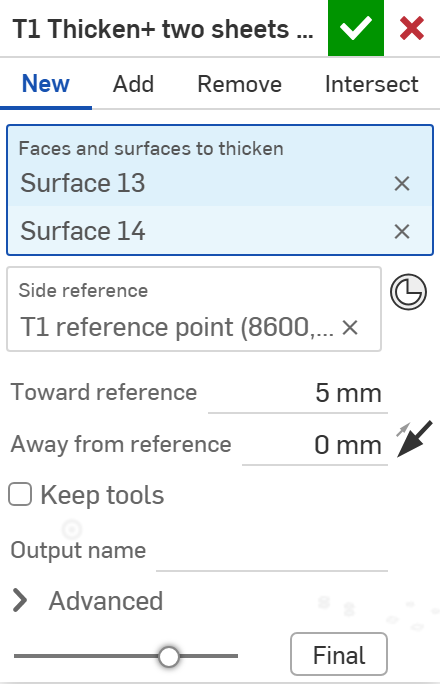 T1 Thicken+ two sheets ...
New Add Remove Intersect
Faces and surfaces to thicken
Surface 13
Surface 14
Side reference
T1 reference point (8600,...
Toward reference 5 mm
Away from reference 0 mm
Keep tools
Output name
Advanced
Final